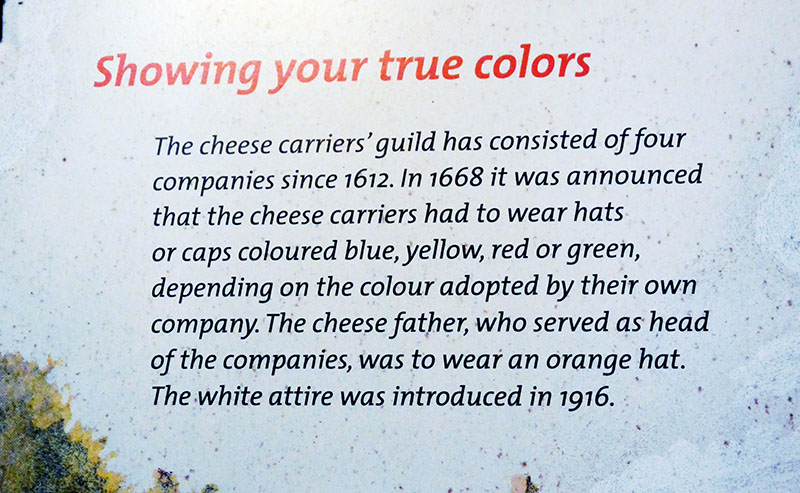 Showing your true colors
The cheese carriers' guild has consisted of four
companies since 1612. In 1668 it was announced
that the cheese carriers had to wear hats
or caps coloured blue, yellow, red or green,
depending on the colour adopted by their own
company. The cheese father, who served as head
of the companies, was to wear an orange hat.
The white attire was introduced in 1916.